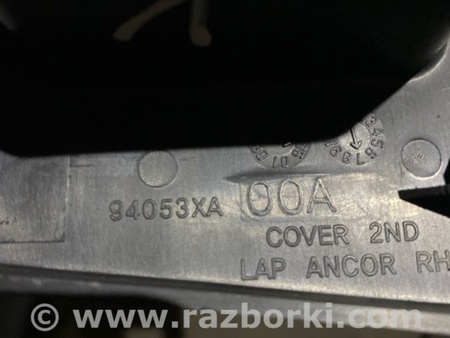 94053XA 00A
COVER 2ND
LAP ANCOR RH
© www.razborki.com/